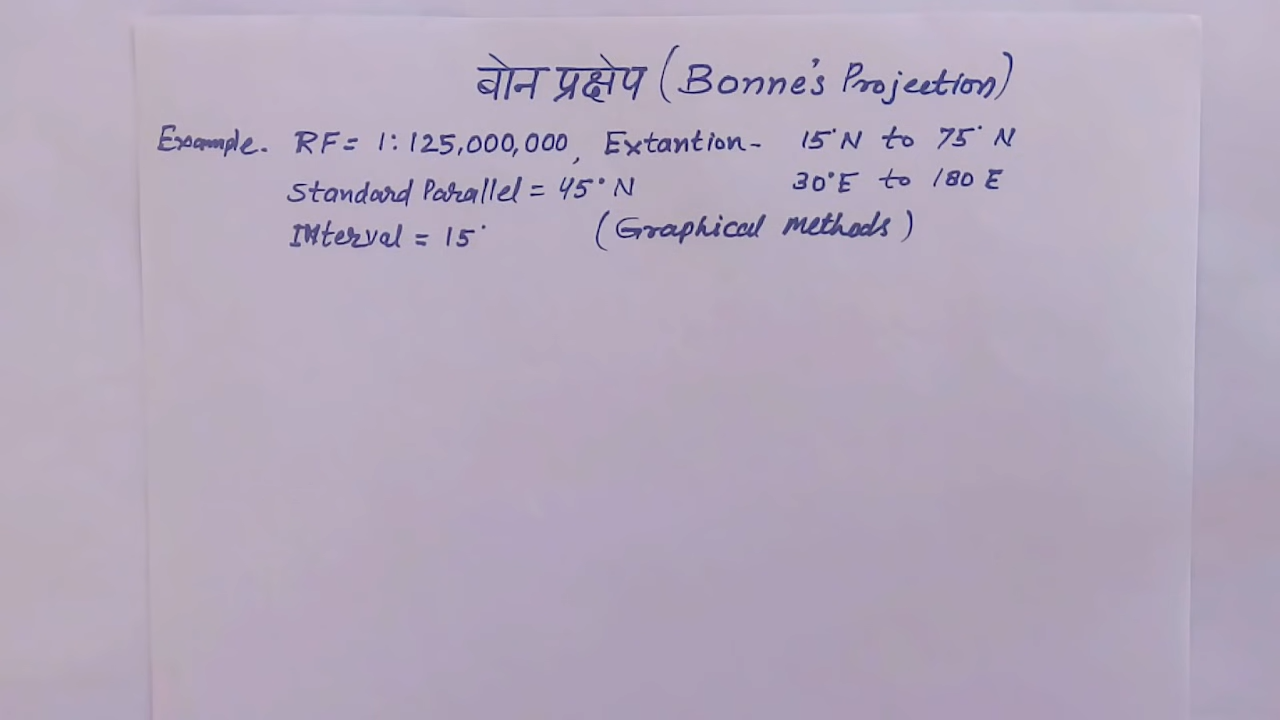 बोन प्रक्षेप (Bonne's Projection)
Example. RF= 1:125,000,000, Extantion- 15°N to 75° N
Standard Parallel = 45° N 30°E to 180 E
Interval = 15° (Graphical methods)